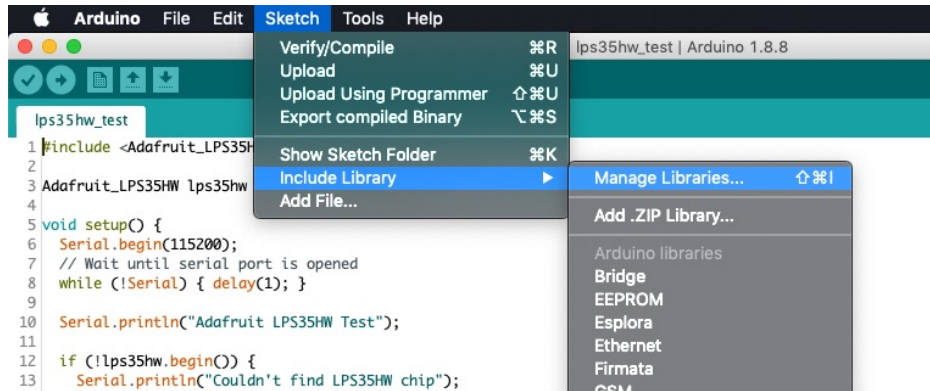 Arduino File Edit Sketch Tools Help
lps35hw_test | Arduino 1.8.8
Verify/Compile ⌘R
Upload ⌘U
Upload Using Programmer ⇧⌘U
Export compiled Binary ⌥⌘S
Show Sketch Folder ⌘K
Include Library ▶
Add File...
Manage Libraries... ⇧⌘I
Add .ZIP Library...
Arduino libraries
Bridge
EEPROM
Esplora
Ethernet
Firmata
GSM
lps35hw_test
1 #include <Adafruit_LPS35H
2
3 Adafruit_LPS35HW lps35hw
4
5 void setup() {
6 Serial.begin(115200);
7 // Wait until serial port is opened
8 while (!Serial) { delay(1); }
9
10 Serial.println("Adafruit LPS35HW Test");
11
12 if (!lps35hw.begin()) {
13 Serial.println("Couldn't find LPS35HW chip");